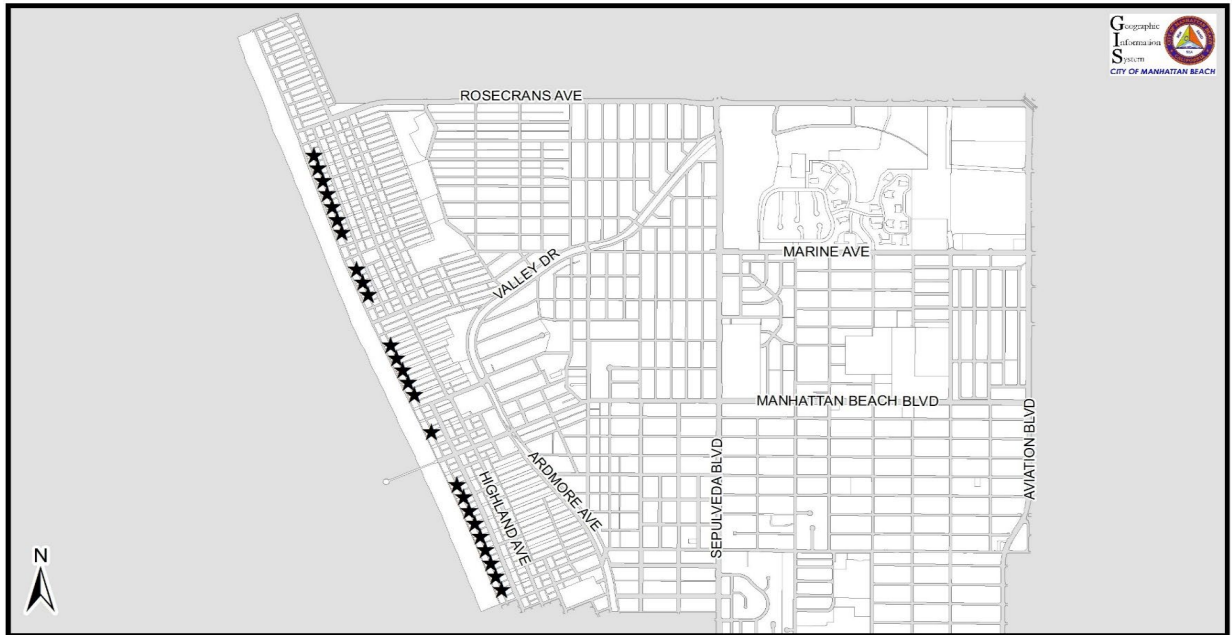 Geographic
Information
System
CITY OF MANHATTAN BEACH
ROSECRANS AVE
MARINE AVE
VALLEY DR
MANHATTAN BEACH BLVD
AVIATION BLVD
SEPULVEDA BLVD
ARDMORE AVE
HIGHLAND AVE
N